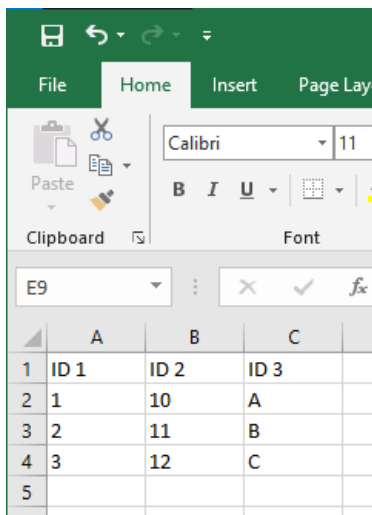 File Home Insert Page Lay
Calibri 11
Paste B I U
Clipboard Font
E9 fx
A B C
1 ID 1 ID 2 ID 3
2 1 10 A
3 2 11 B
4 3 12 C
5